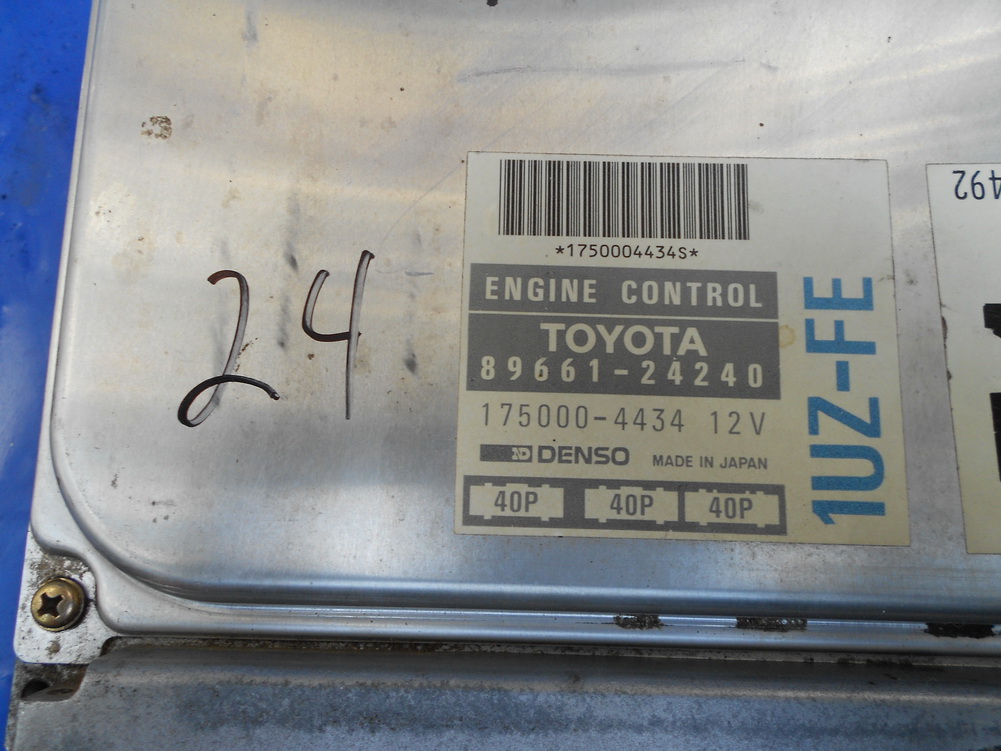 24
*1750004434S*
ENGINE CONTROL
TOYOTA
89661-24240
175000-4434 12V
ND DENSO MADE IN JAPAN
40P 40P 40P
1UZ-FE
492